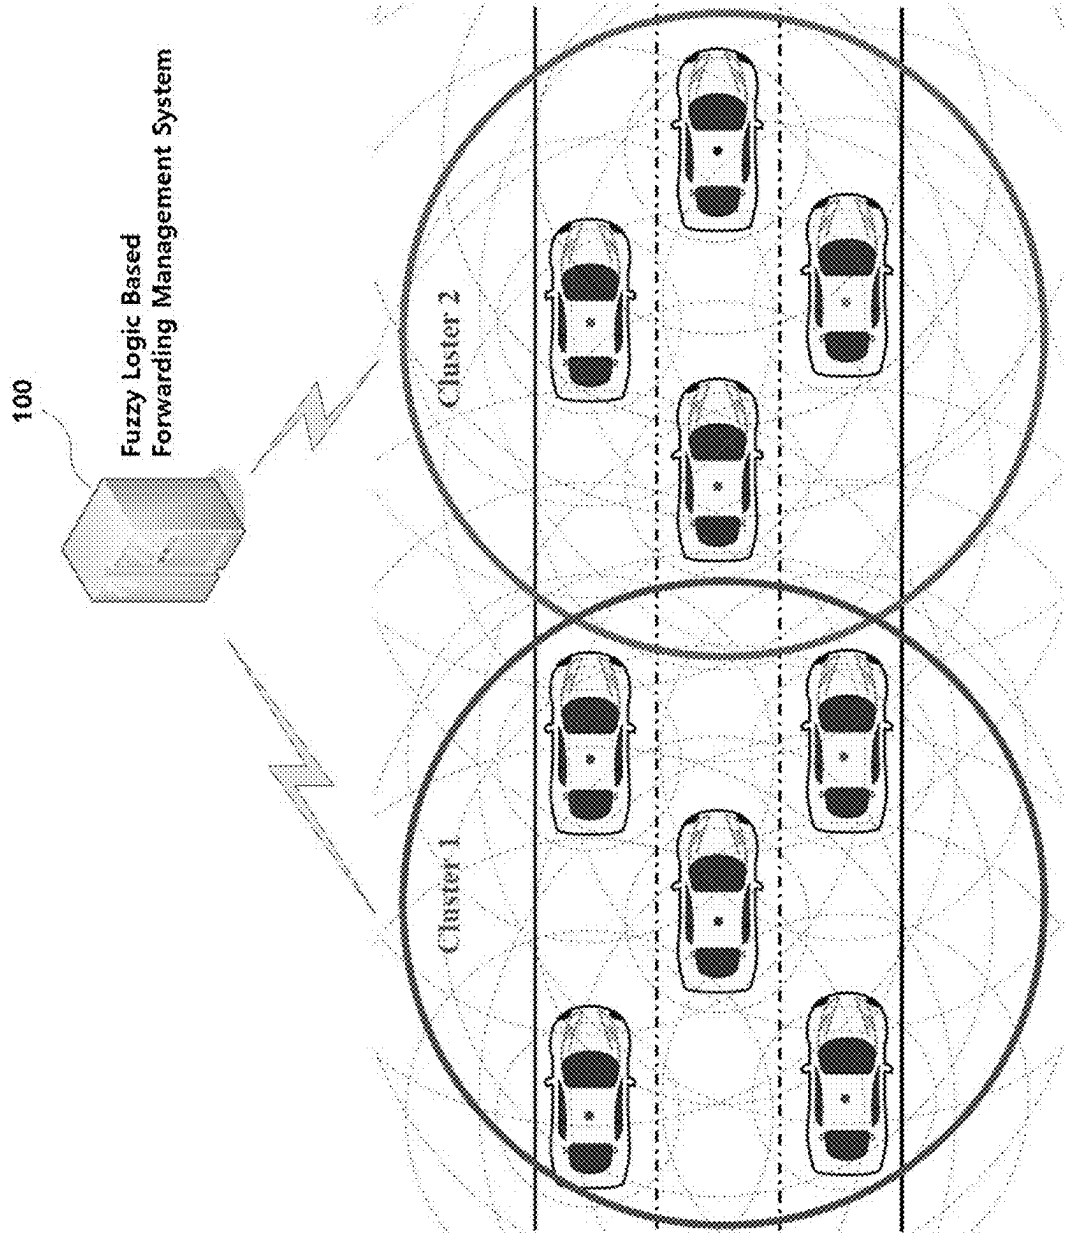 100
Fuzzy Logic Based
Forwarding Management System
Cluster 1
Cluster 2